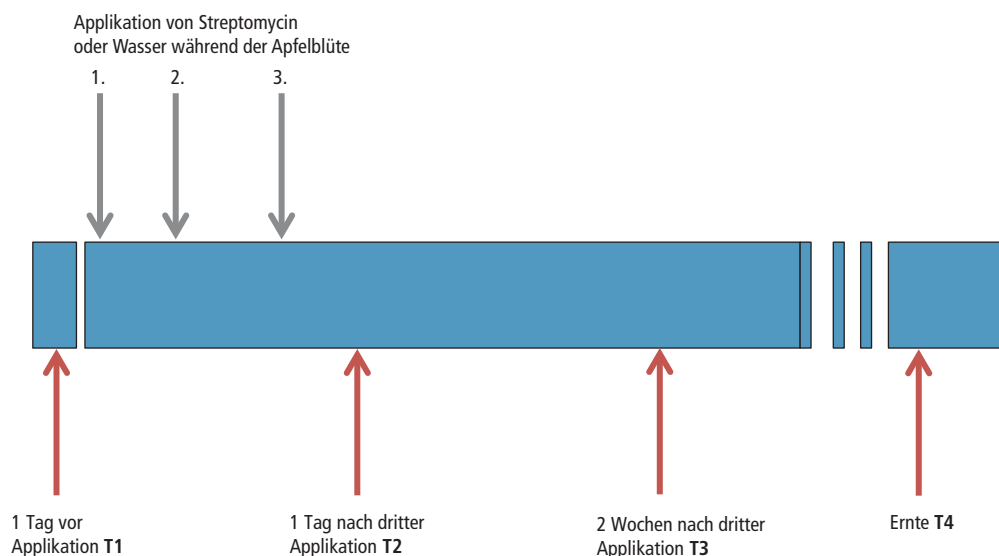 Applikation von Streptomycin
oder Wasser während der Apfelblüte
1.
2.
3.
1 Tag vor
Applikation T1
1 Tag nach dritter
Applikation T2
2 Wochen nach dritter
Applikation T3
Ernte T4